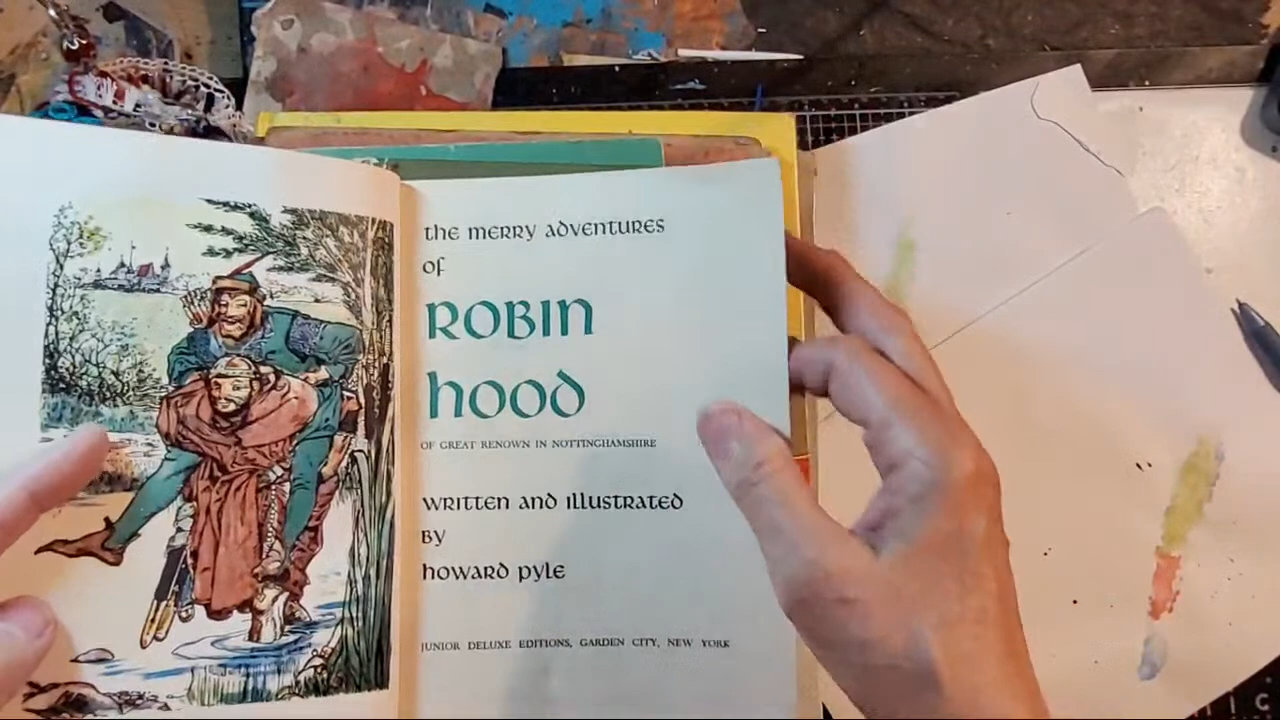 the merry adventures
of
Robin
hood
OF GREAT RENOWN IN NOTTINGHAMSHIRE
written and illustrated
by
howard pyle
JUNIOR DELUXE EDITIONS, GARDEN CITY, NEW YORK